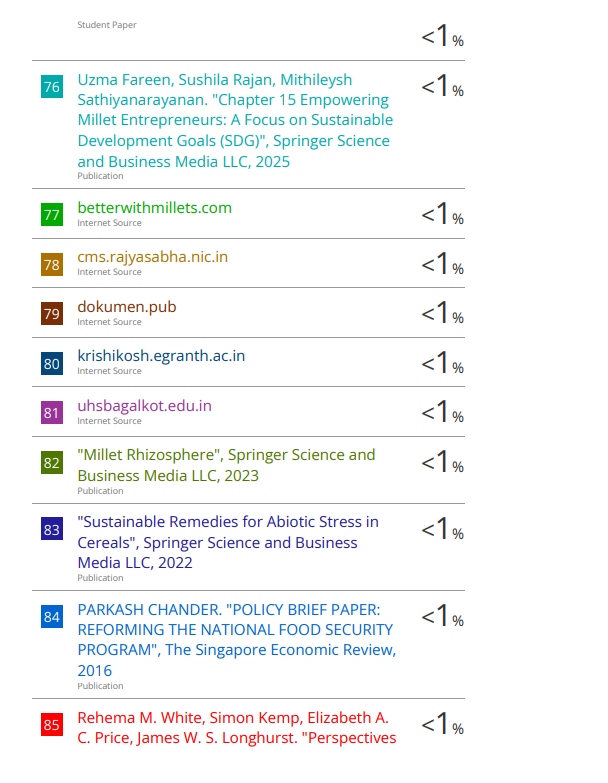 Student Paper
<1%
76
Uzma Fareen, Sushila Rajan, Mithileysh
Sathiyanarayanan. "Chapter 15 Empowering
Millet Entrepreneurs: A Focus on Sustainable
Development Goals (SDG)", Springer Science
and Business Media LLC, 2025
Publication
<1%
77
betterwithmillets.com
Internet Source
<1%
78
cms.rajyasabha.nic.in
Internet Source
<1%
79
dokumen.pub
Internet Source
<1%
80
krishikosh.egranth.ac.in
Internet Source
<1%
81
uhsbagalkot.edu.in
Internet Source
<1%
82
"Millet Rhizosphere", Springer Science and
Business Media LLC, 2023
Publication
<1%
83
"Sustainable Remedies for Abiotic Stress in
Cereals", Springer Science and Business
Media LLC, 2022
Publication
<1%
84
PARKASH CHANDER. "POLICY BRIEF PAPER:
REFORMING THE NATIONAL FOOD SECURITY
PROGRAM", The Singapore Economic Review,
2016
Publication
<1%
85
Rehema M. White, Simon Kemp, Elizabeth A.
C. Price, James W. S. Longhurst. "Perspectives
<1%